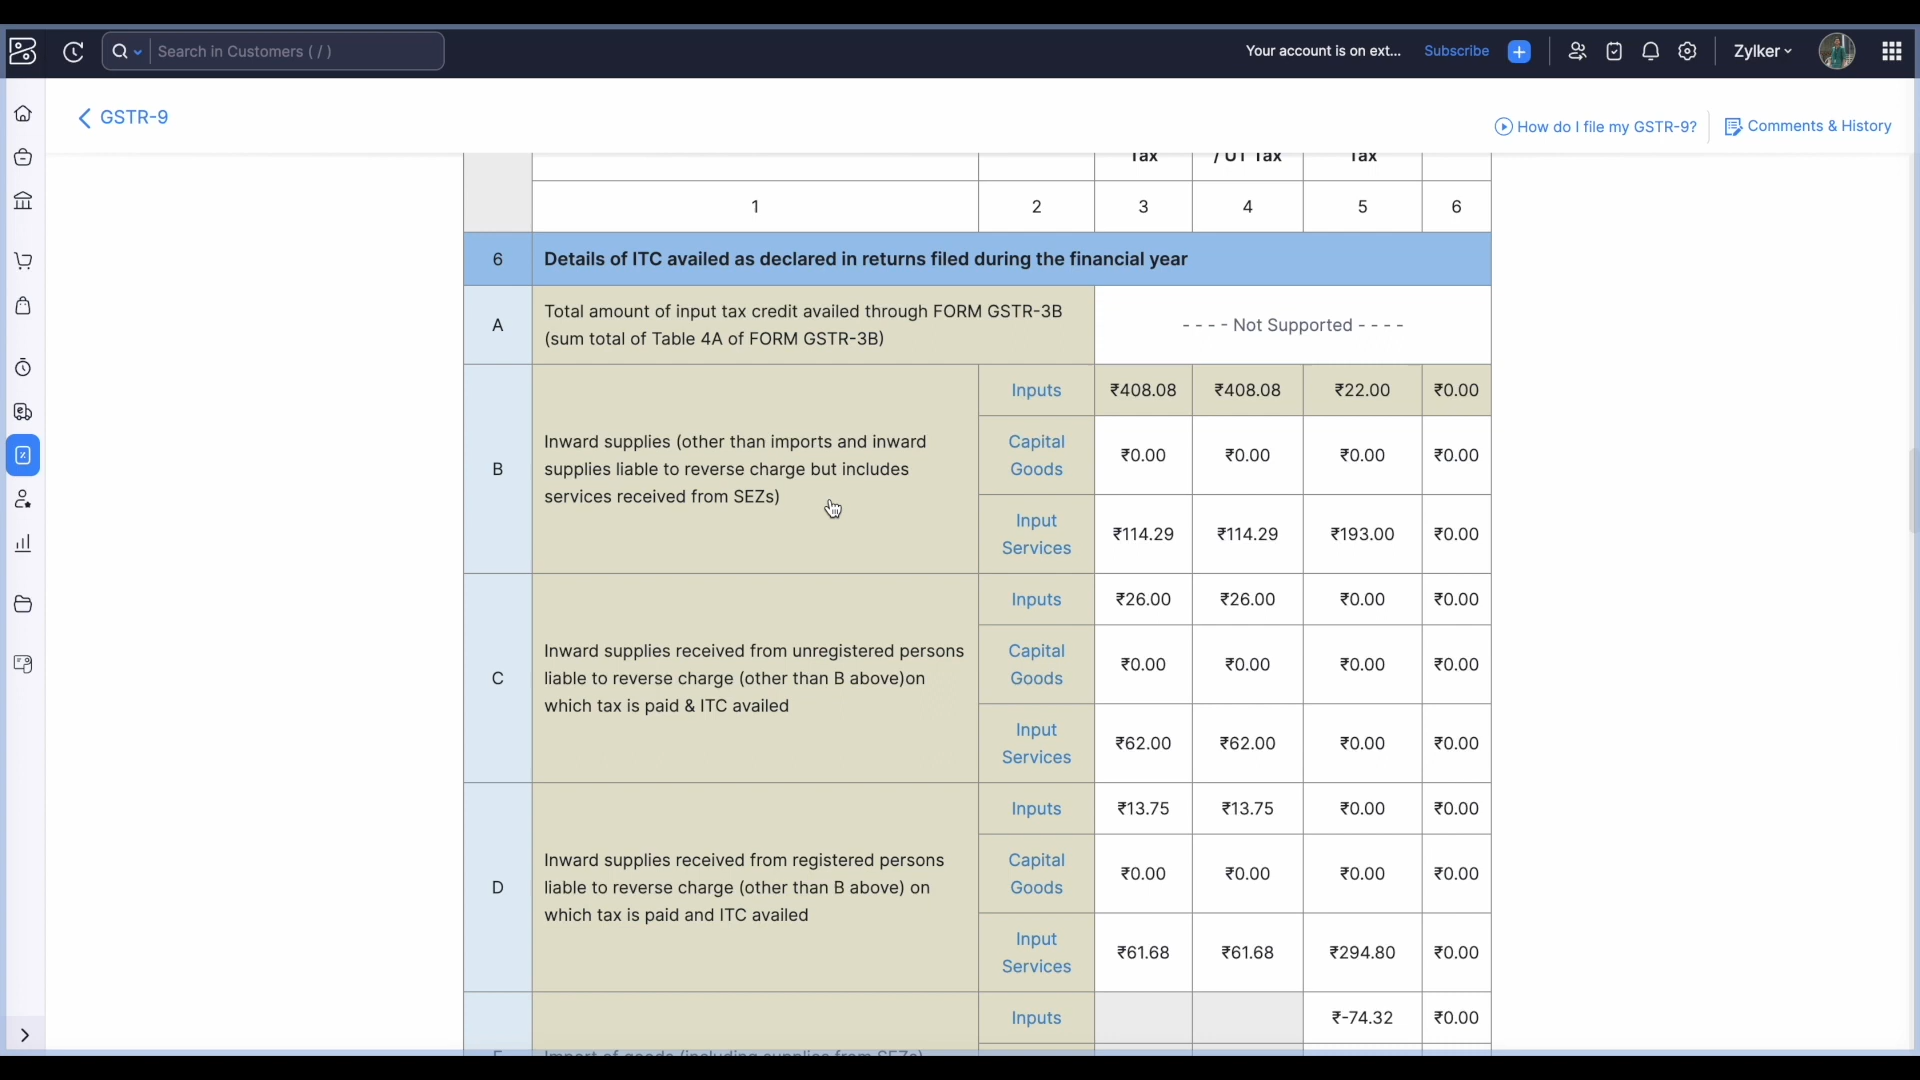 Search in Customers ( / )
Your account is on ext...
Subscribe
Zylker
GSTR-9
How do I file my GSTR-9?
Comments & History
Tax
/ UT Tax
Tax
1
2
3
4
5
6
6
Details of ITC availed as declared in returns filed during the financial year
A
Total amount of input tax credit availed through FORM GSTR-3B
(sum total of Table 4A of FORM GSTR-3B)
- - - - Not Supported - - - -
B
Inward supplies (other than imports and inward
supplies liable to reverse charge but includes
services received from SEZs)
Inputs
₹408.08
₹408.08
₹22.00
₹0.00
Capital
Goods
₹0.00
₹0.00
₹0.00
₹0.00
Input
Services
₹114.29
₹114.29
₹193.00
₹0.00
C
Inward supplies received from unregistered persons
liable to reverse charge (other than B above)on
which tax is paid & ITC availed
Inputs
₹26.00
₹26.00
₹0.00
₹0.00
Capital
Goods
₹0.00
₹0.00
₹0.00
₹0.00
Input
Services
₹62.00
₹62.00
₹0.00
₹0.00
D
Inward supplies received from registered persons
liable to reverse charge (other than B above) on
which tax is paid and ITC availed
Inputs
₹13.75
₹13.75
₹0.00
₹0.00
Capital
Goods
₹0.00
₹0.00
₹0.00
₹0.00
Input
Services
₹61.68
₹61.68
₹294.80
₹0.00
Inputs
₹-74.32
₹0.00
Import of goods (including supplies from SEZs)